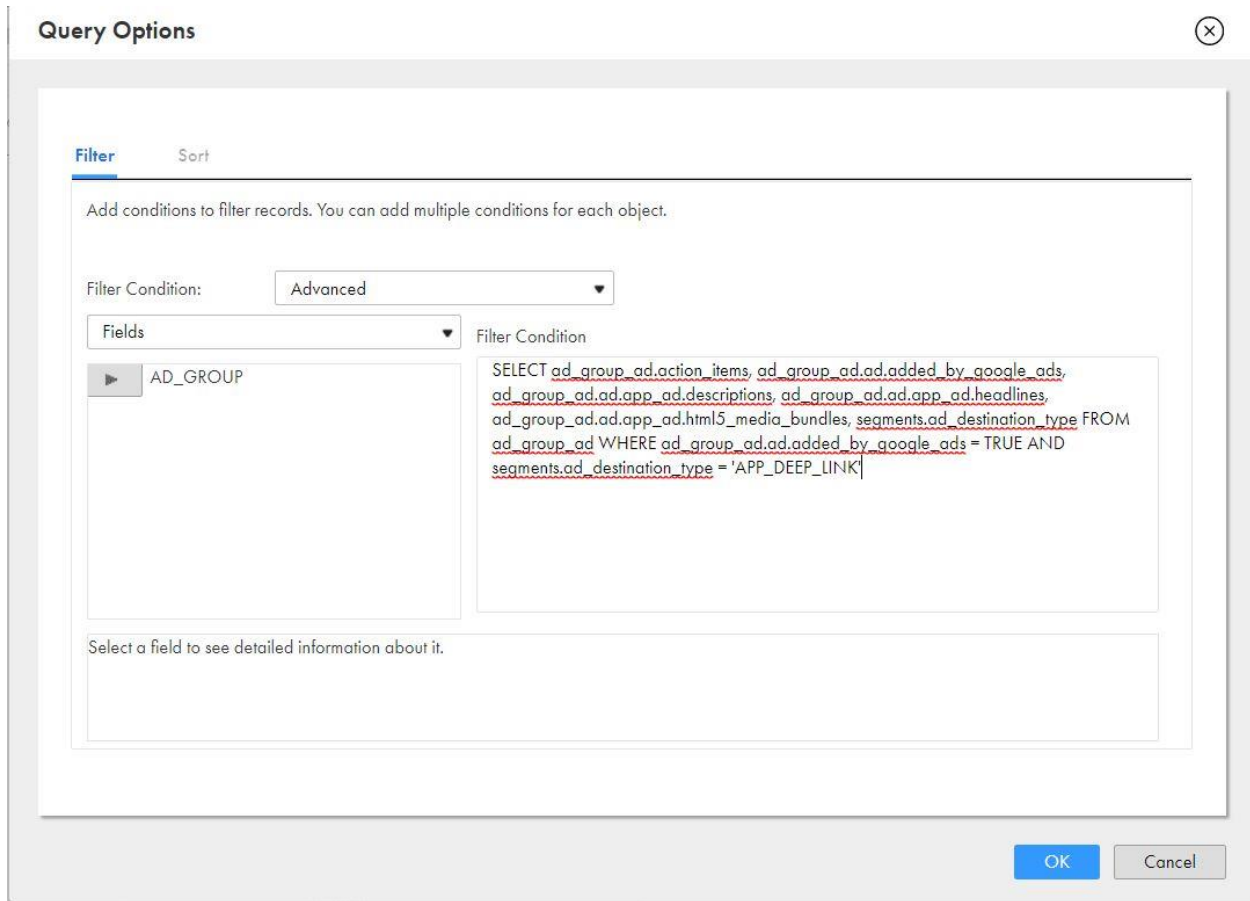 Query Options
Filter
Sort
Add conditions to filter records. You can add multiple conditions for each object.
Filter Condition:
Advanced
Fields
Filter Condition
AD_GROUP
SELECT ad_group_ad.action_items, ad_group_ad.ad.added_by_google_ads,
ad_group_ad.ad.app_ad.descriptions, ad_group_ad.ad.app_ad.headlines,
ad_group_ad.ad.app_ad.html5_media_bundles, segments.ad_destination_type FROM
ad_group_ad WHERE ad_group_ad.ad.added_by_google_ads = TRUE AND
segments.ad_destination_type = 'APP_DEEP_LINK'
Select a field to see detailed information about it.
OK
Cancel